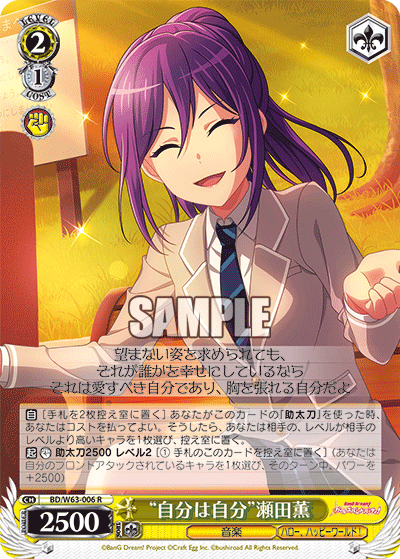 LEVEL
2
1
COST
SAMPLE
望まない姿を求められても、
それが誰かを幸せにしているなら
それは愛すべき自分であり、胸を張れる自分だよ
自 [手札を2枚控え室に置く] あなたがこのカードの『助太刀』を使った時、
あなたはコストを払ってよい。そうしたら、あなたは相手の、レベルが相手の
レベルより高いキャラを1枚選び、控え室に置く。
起 助太刀2500 レベル2 [① 手札のこのカードを控え室に置く] (あなたは
自分のフロントアタックされているキャラを1枚選び、そのターン中、パワーを
+2500)
CH BD/W63-006 R
2500
"自分は自分"瀬田薫
音楽
ハロー、ハッピーワールド!
©BanG Dream! Project ©Craft Egg Inc. ©bushiroad All Rights Reserved.